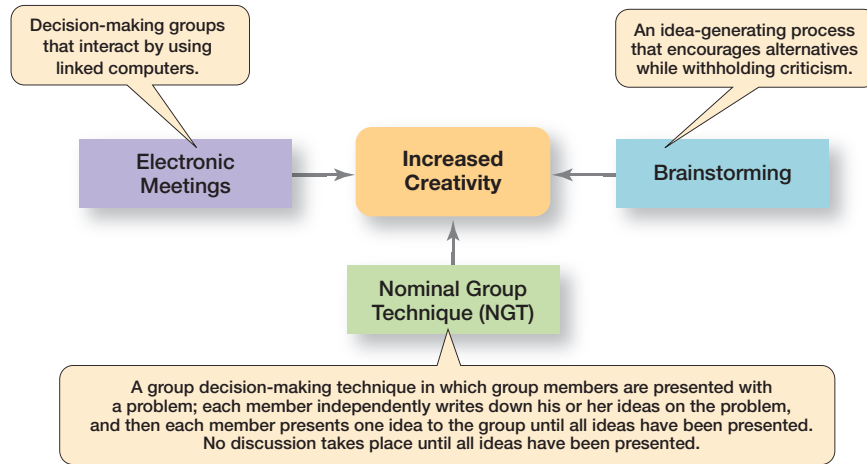 Decision-making groups
that interact by using
linked computers.
An idea-generating process
that encourages alternatives
while withholding criticism.
Electronic
Meetings
Increased
Creativity
Brainstorming
Nominal Group
Technique (NGT)
A group decision-making technique in which group members are presented with
a problem; each member independently writes down his or her ideas on the problem,
and then each member presents one idea to the group until all ideas have been presented.
No discussion takes place until all ideas have been presented.